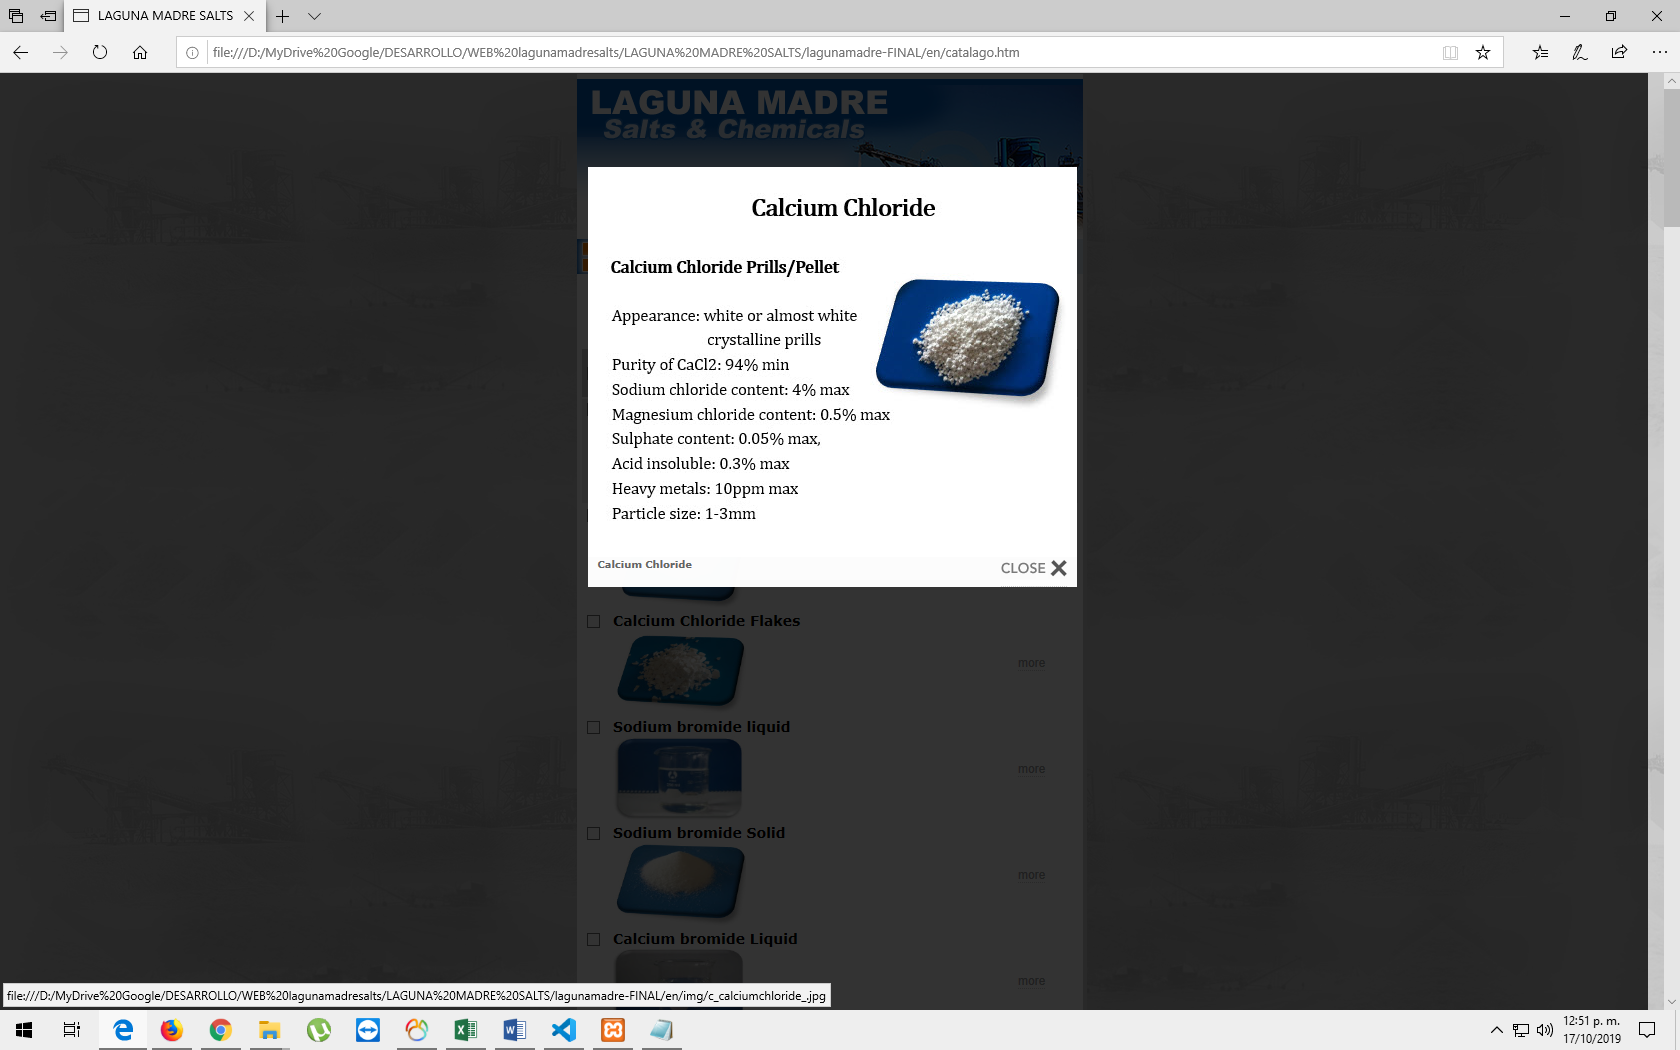 LAGUNA MADRE SALTS
file:///D:/MyDrive%20Google/DESARROLLO/WEB%20lagunamadresalts/LAGUNA%20MADRE%20SALTS/lagunamadre-FINAL/en/catalago.htm
LAGUNA MADRE
Salts & Chemicals
Calcium Chloride
Calcium Chloride Prills/Pellet
Appearance: white or almost white
crystalline prills
Purity of CaCl2: 94% min
Sodium chloride content: 4% max
Magnesium chloride content: 0.5% max
Sulphate content: 0.05% max,
Acid insoluble: 0.3% max
Heavy metals: 10ppm max
Particle size: 1-3mm
Calcium Chloride
CLOSE
Calcium Chloride Flakes
more
Sodium bromide liquid
more
Sodium bromide Solid
more
Calcium bromide Liquid
more
file:///D:/MyDrive%20Google/DESARROLLO/WEB%20lagunamadresalts/LAGUNA%20MADRE%20SALTS/lagunamadre-FINAL/en/img/c_calciumchloride_.jpg
12:51 p. m.
17/10/2019